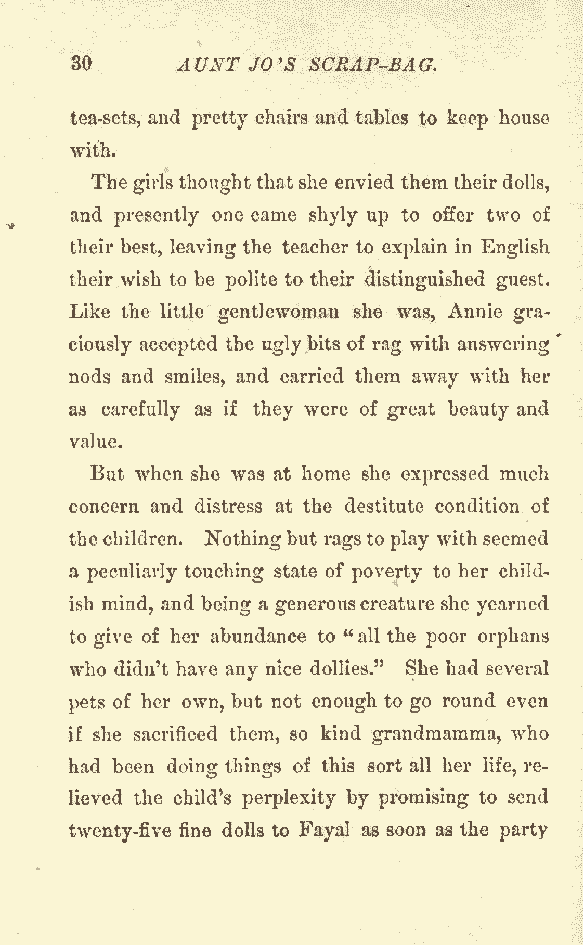 30 AUNT JO'S SCRAP-BAG.
tea-sets, and pretty chairs and tables to keep house
with.
The girls thought that she envied them their dolls,
and presently one came shyly up to offer two of
their best, leaving the teacher to explain in English
their wish to be polite to their distinguished guest.
Like the little gentlewoman she was, Annie gra-
ciously accepted the ugly bits of rag with answering
nods and smiles, and carried them away with her
as carefully as if they were of great beauty and
value.
But when she was at home she expressed much
concern and distress at the destitute condition of
the children. Nothing but rags to play with seemed
a peculiarly touching state of poverty to her child-
ish mind, and being a generous creature she yearned
to give of her abundance to "all the poor orphans
who didn't have any nice dollies." She had several
pets of her own, but not enough to go round even
if she sacrificed them, so kind grandmamma, who
had been doing things of this sort all her life, re-
lieved the child's perplexity by promising to send
twenty-five fine dolls to Fayal as soon as the party